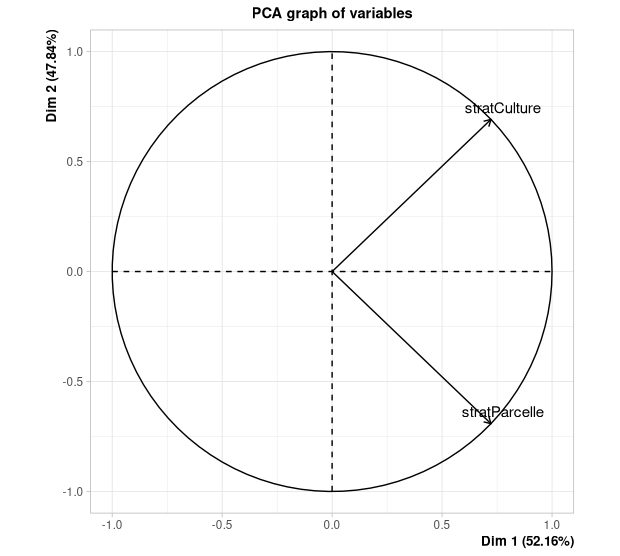 PCA graph of variables
Dim 2 (47.84%)
1.0
0.5
0.0
-0.5
-1.0
stratCulture
stratParcelle
-1.0 -0.5 0.0 0.5 1.0
Dim 1 (52.16%)